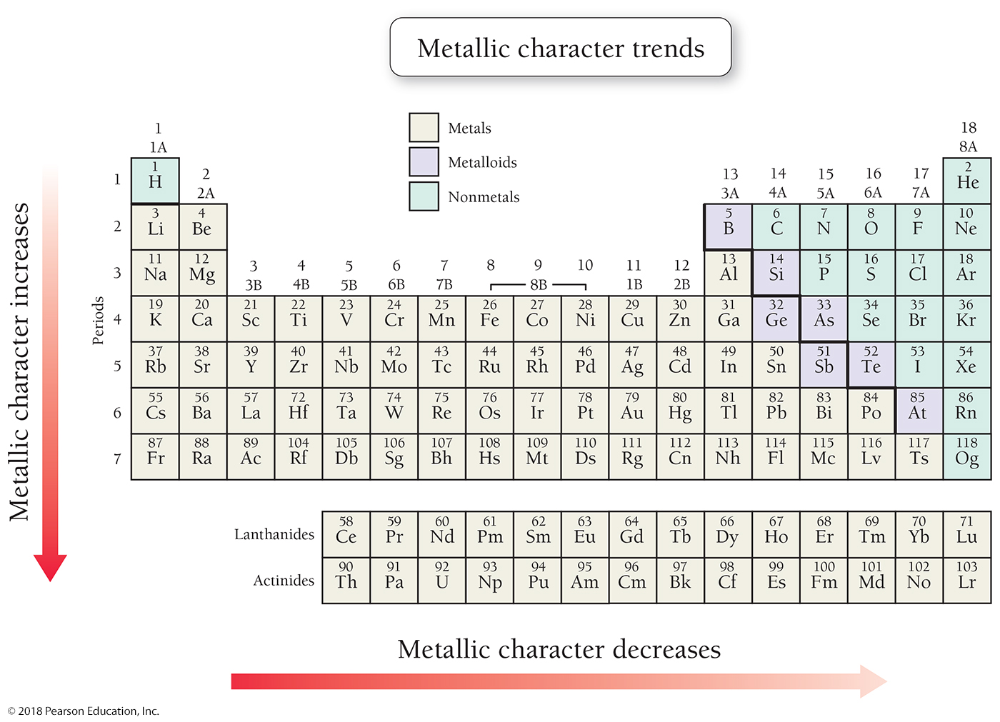 Metallic character trends
Metals
Metalloids
Nonmetals
Metallic character increases
Periods
1 18
1A 8A
1 2
1 H 2 13 14 15 16 17 He
2A 3A 4A 5A 6A 7A
3 4 5 6 7 8 9 10
2 Li Be B C N O F Ne
11 12 13 14 15 16 17 18
3 Na Mg 3 4 5 6 7 8 9 10 11 12 Al Si P S Cl Ar
3B 4B 5B 6B 7B 8B 1B 2B
19 20 21 22 23 24 25 26 27 28 29 30 31 32 33 34 35 36
4 K Ca Sc Ti V Cr Mn Fe Co Ni Cu Zn Ga Ge As Se Br Kr
37 38 39 40 41 42 43 44 45 46 47 48 49 50 51 52 53 54
5 Rb Sr Y Zr Nb Mo Tc Ru Rh Pd Ag Cd In Sn Sb Te I Xe
55 56 57 72 73 74 75 76 77 78 79 80 81 82 83 84 85 86
6 Cs Ba La Hf Ta W Re Os Ir Pt Au Hg Tl Pb Bi Po At Rn
87 88 89 104 105 106 107 108 109 110 111 112 113 114 115 116 117 118
7 Fr Ra Ac Rf Db Sg Bh Hs Mt Ds Rg Cn Nh Fl Mc Lv Ts Og
58 59 60 61 62 63 64 65 66 67 68 69 70 71
Lanthanides Ce Pr Nd Pm Sm Eu Gd Tb Dy Ho Er Tm Yb Lu
90 91 92 93 94 95 96 97 98 99 100 101 102 103
Actinides Th Pa U Np Pu Am Cm Bk Cf Es Fm Md No Lr
Metallic character decreases
© 2018 Pearson Education, Inc.